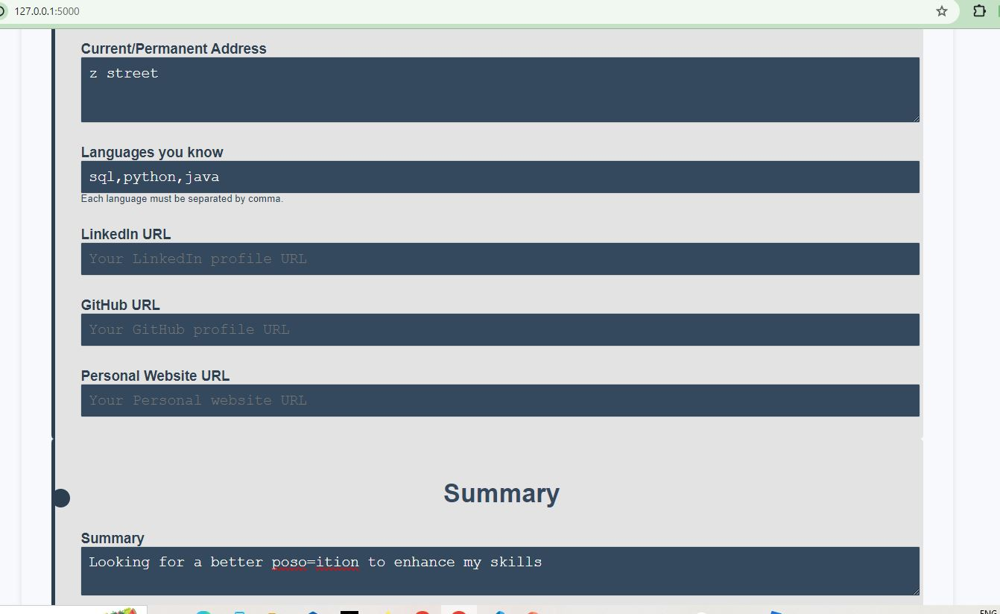 127.0.0.1:5000
Current/Permanent Address
z street
Languages you know
sql,python,java
Each language must be separated by comma.
LinkedIn URL
Your LinkedIn profile URL
GitHub URL
Your GitHub profile URL
Personal Website URL
Your Personal website URL
Summary
Summary
Looking for a better poso=ition to enhance my skills
ENG